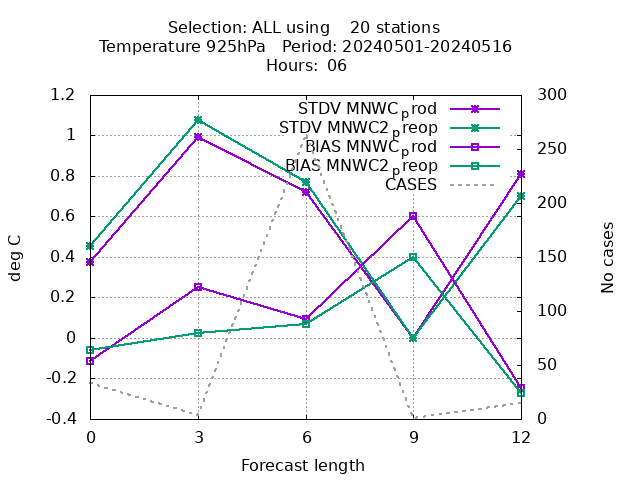 Selection: ALL using    20 stations
Temperature 925hPa   Period: 20240501-20240516
Hours:  06
1.2
1
0.8
0.6
0.4
0.2
0
-0.2
-0.4
deg C
300
250
200
150
100
50
0
No cases
STDV MNWC_prod
STDV MNWC2_preop
BIAS MNWC_prod
BIAS MNWC2_preop
CASES
0 3 6 9 12
Forecast length